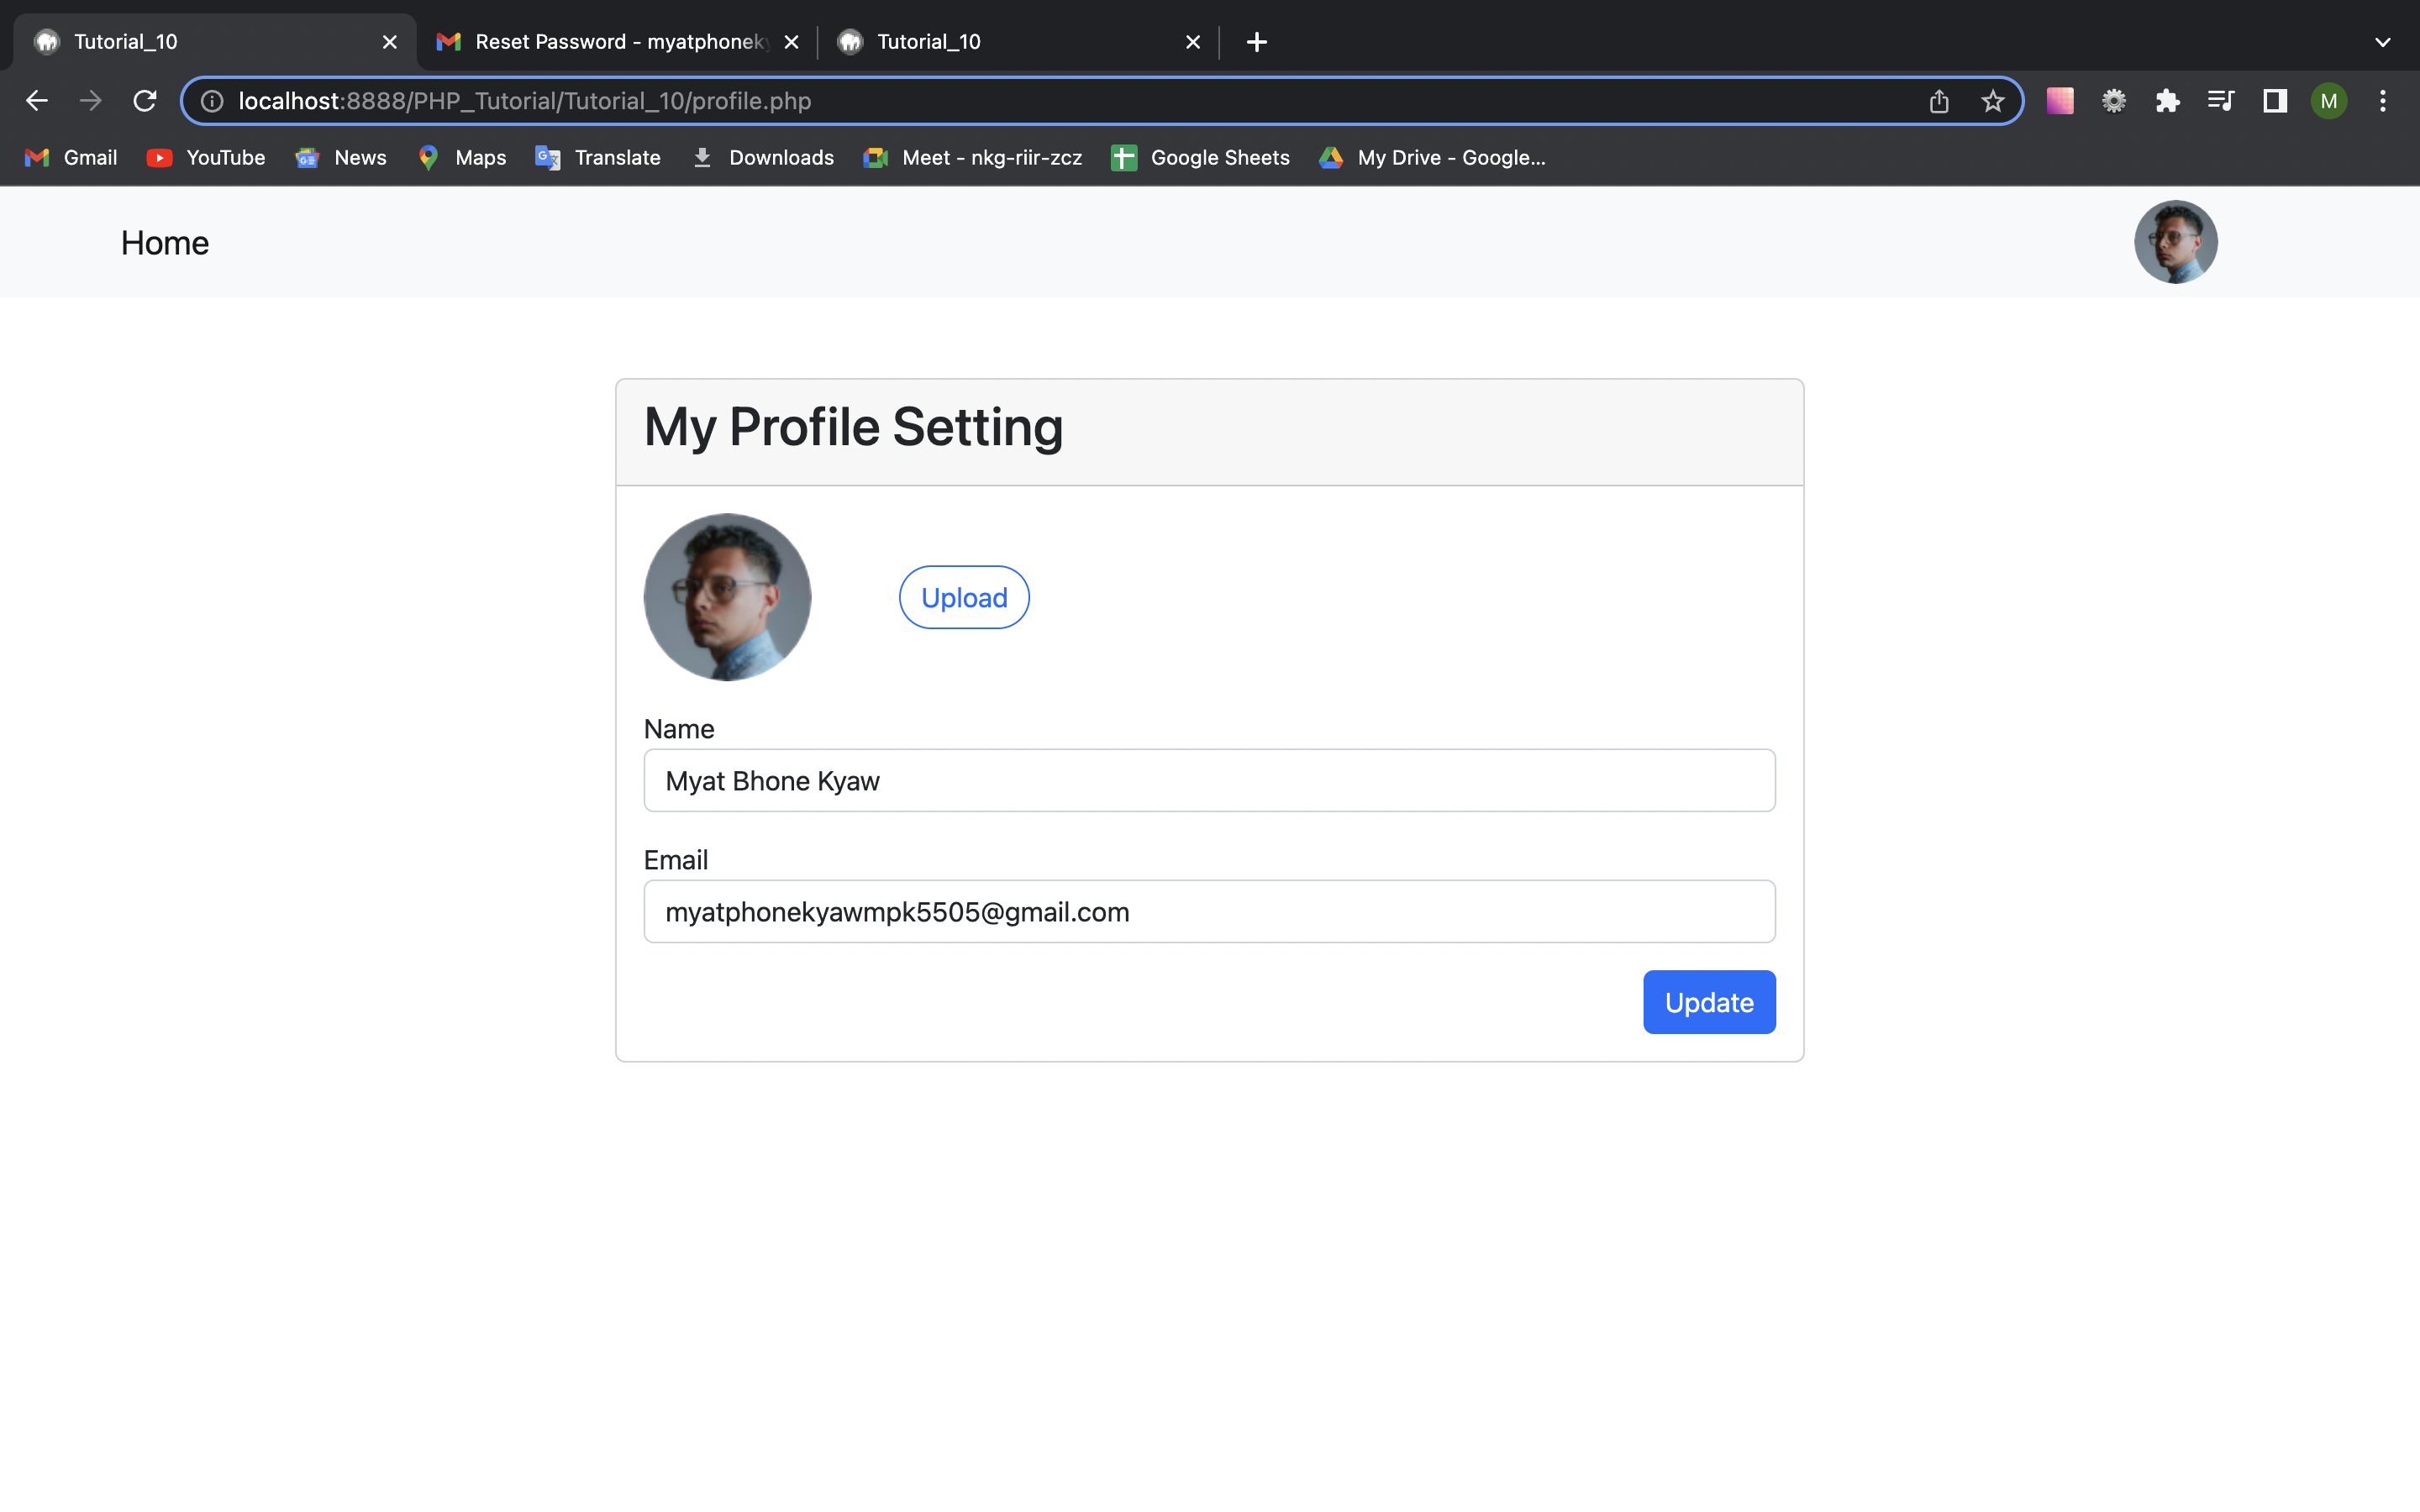 Tutorial_10
Reset Password - myatphoneky
Tutorial_10
localhost:8888/PHP_Tutorial/Tutorial_10/profile.php
M
Gmail
YouTube
News
Maps
Translate
Downloads
Meet - nkg-riir-zcz
Google Sheets
My Drive - Google...
Home
My Profile Setting
Upload
Name
Myat Bhone Kyaw
Email
myatphonekyawmpk5505@gmail.com
Update